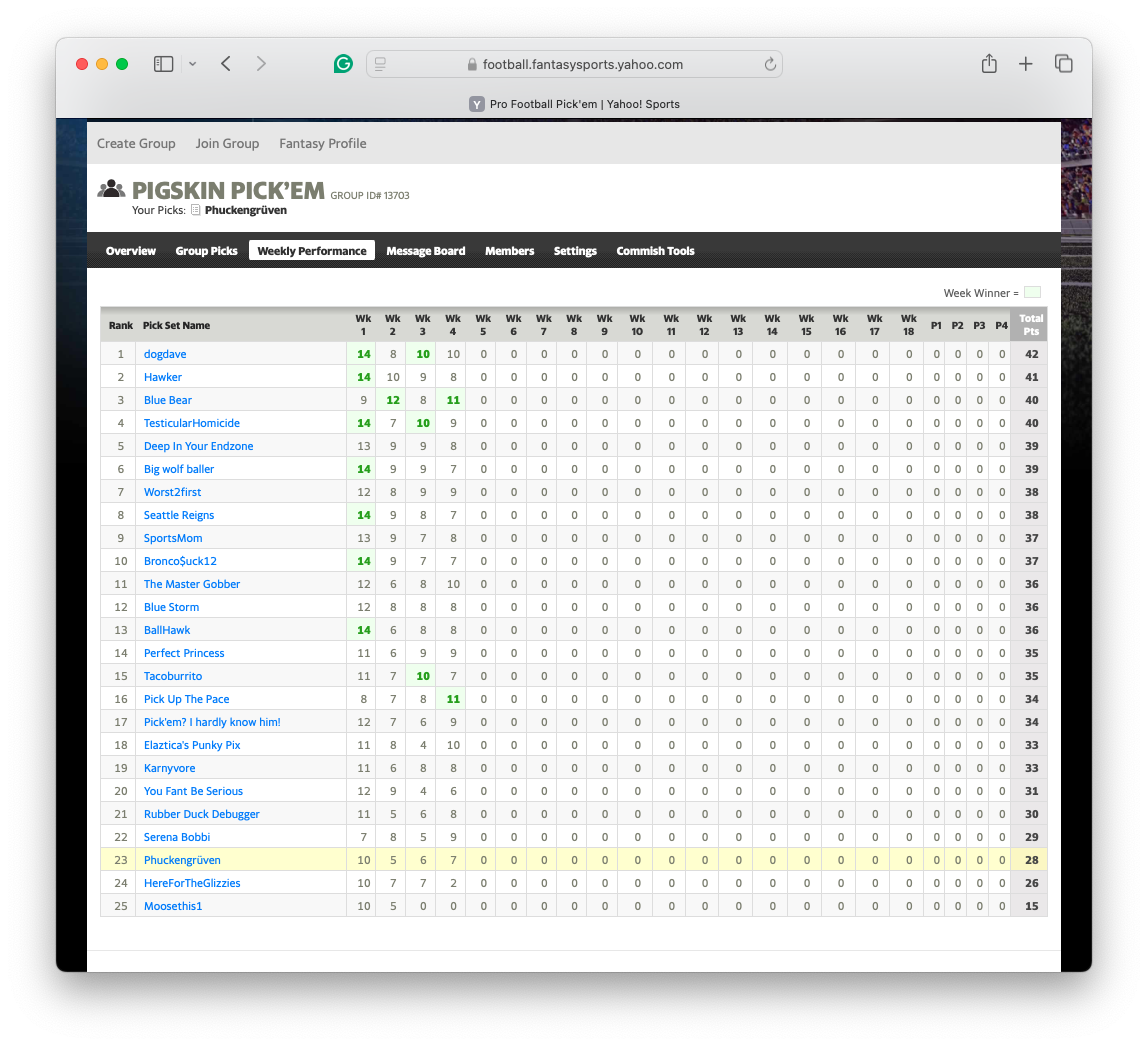 football.fantasysports.yahoo.com
Y Pro Football Pick'em | Yahoo! Sports
Create Group Join Group Fantasy Profile
PIGSKIN PICK'EM GROUP ID# 13703
Your Picks: Phuckengrüven
Overview Group Picks Weekly Performance Message Board Members Settings Commish Tools
Week Winner =
Rank Pick Set Name Wk 1 Wk 2 Wk 3 Wk 4 Wk 5 Wk 6 Wk 7 Wk 8 Wk 9 Wk 10 Wk 11 Wk 12 Wk 13 Wk 14 Wk 15 Wk 16 Wk 17 Wk 18 P1 P2 P3 P4 Total Pts
1 dogdave 14 8 10 10 0 0 0 0 0 0 0 0 0 0 0 0 0 0 0 0 0 0 42
2 Hawker 14 10 9 8 0 0 0 0 0 0 0 0 0 0 0 0 0 0 0 0 0 0 41
3 Blue Bear 9 12 8 11 0 0 0 0 0 0 0 0 0 0 0 0 0 0 0 0 0 0 40
4 TesticularHomicide 14 7 10 9 0 0 0 0 0 0 0 0 0 0 0 0 0 0 0 0 0 0 40
5 Deep In Your Endzone 13 9 9 8 0 0 0 0 0 0 0 0 0 0 0 0 0 0 0 0 0 0 39
6 Big wolf baller 14 9 9 7 0 0 0 0 0 0 0 0 0 0 0 0 0 0 0 0 0 0 39
7 Worst2first 12 8 9 9 0 0 0 0 0 0 0 0 0 0 0 0 0 0 0 0 0 0 38
8 Seattle Reigns 14 9 8 7 0 0 0 0 0 0 0 0 0 0 0 0 0 0 0 0 0 0 38
9 SportsMom 13 9 7 8 0 0 0 0 0 0 0 0 0 0 0 0 0 0 0 0 0 0 37
10 Bronco$uck12 14 9 7 7 0 0 0 0 0 0 0 0 0 0 0 0 0 0 0 0 0 0 37
11 The Master Gobber 12 6 8 10 0 0 0 0 0 0 0 0 0 0 0 0 0 0 0 0 0 0 36
12 Blue Storm 12 8 8 8 0 0 0 0 0 0 0 0 0 0 0 0 0 0 0 0 0 0 36
13 BallHawk 14 6 8 8 0 0 0 0 0 0 0 0 0 0 0 0 0 0 0 0 0 0 36
14 Perfect Princess 11 6 9 9 0 0 0 0 0 0 0 0 0 0 0 0 0 0 0 0 0 0 35
15 Tacoburrito 11 7 10 7 0 0 0 0 0 0 0 0 0 0 0 0 0 0 0 0 0 0 35
16 Pick Up The Pace 8 7 8 11 0 0 0 0 0 0 0 0 0 0 0 0 0 0 0 0 0 0 34
17 Pick'em? I hardly know him! 12 7 6 9 0 0 0 0 0 0 0 0 0 0 0 0 0 0 0 0 0 0 34
18 Elaztica's Punky Pix 11 8 4 10 0 0 0 0 0 0 0 0 0 0 0 0 0 0 0 0 0 0 33
19 Karnyvore 11 6 8 8 0 0 0 0 0 0 0 0 0 0 0 0 0 0 0 0 0 0 33
20 You Fant Be Serious 12 9 4 6 0 0 0 0 0 0 0 0 0 0 0 0 0 0 0 0 0 0 31
21 Rubber Duck Debugger 11 5 6 8 0 0 0 0 0 0 0 0 0 0 0 0 0 0 0 0 0 0 30
22 Serena Bobbi 7 8 5 9 0 0 0 0 0 0 0 0 0 0 0 0 0 0 0 0 0 0 29
23 Phuckengrüven 10 5 6 7 0 0 0 0 0 0 0 0 0 0 0 0 0 0 0 0 0 0 28
24 HereForTheGlizzies 10 7 7 2 0 0 0 0 0 0 0 0 0 0 0 0 0 0 0 0 0 0 26
25 Moosethis1 10 5 0 0 0 0 0 0 0 0 0 0 0 0 0 0 0 0 0 0 0 0 15